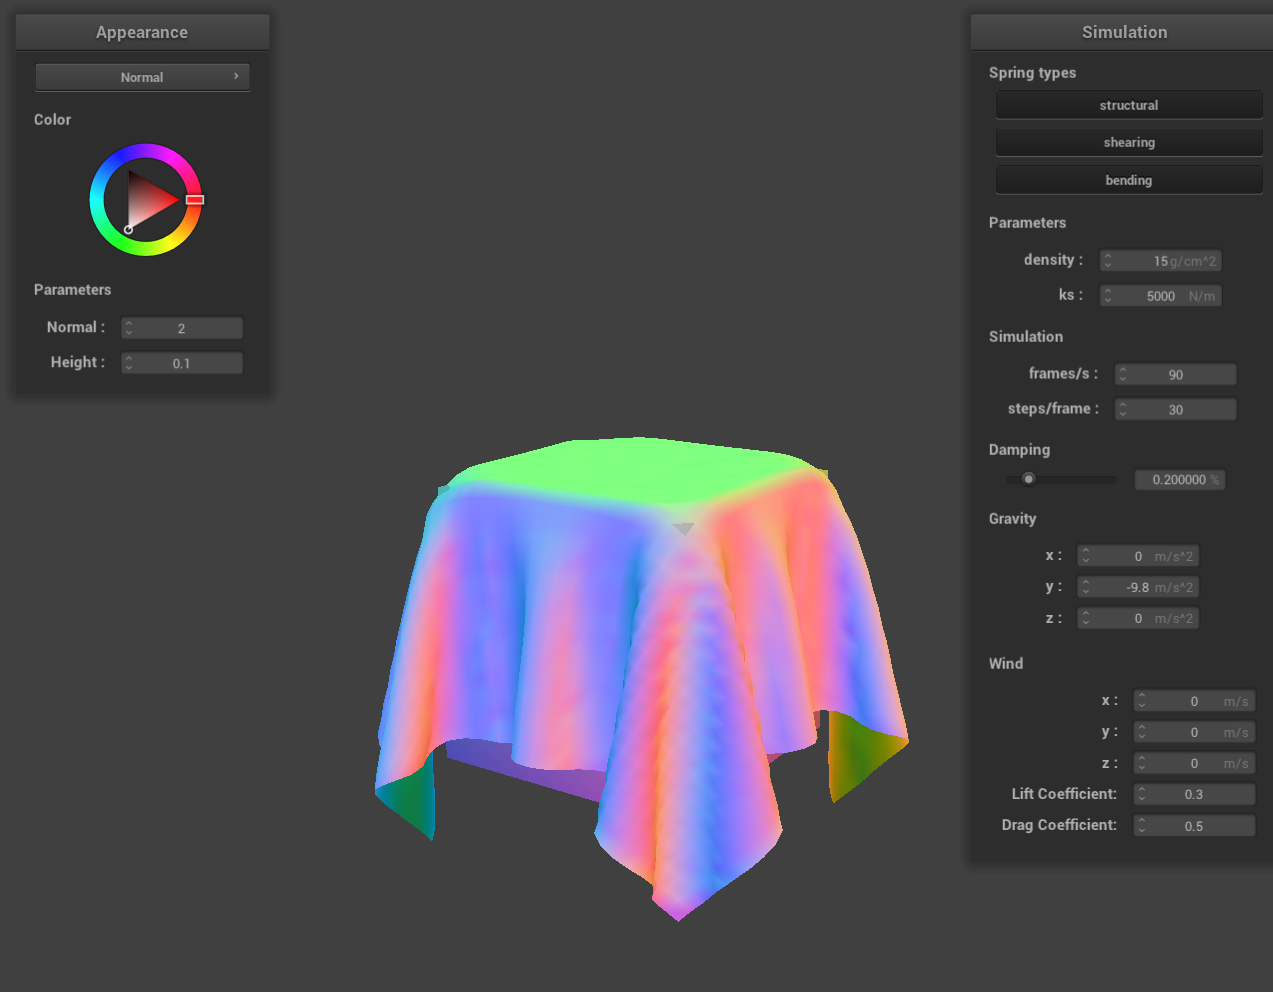 Appearance
Normal
Color
Parameters
Normal : 2
Height : 0.1
Simulation
Spring types
structural
shearing
bending
Parameters
density : 15 g/cm^2
ks : 5000 N/m
Simulation
frames/s : 90
steps/frame : 30
Damping
0.200000 %
Gravity
x : 0 m/s^2
y : -9.8 m/s^2
z : 0 m/s^2
Wind
x : 0 m/s
y : 0 m/s
z : 0 m/s
Lift Coefficient: 0.3
Drag Coefficient: 0.5